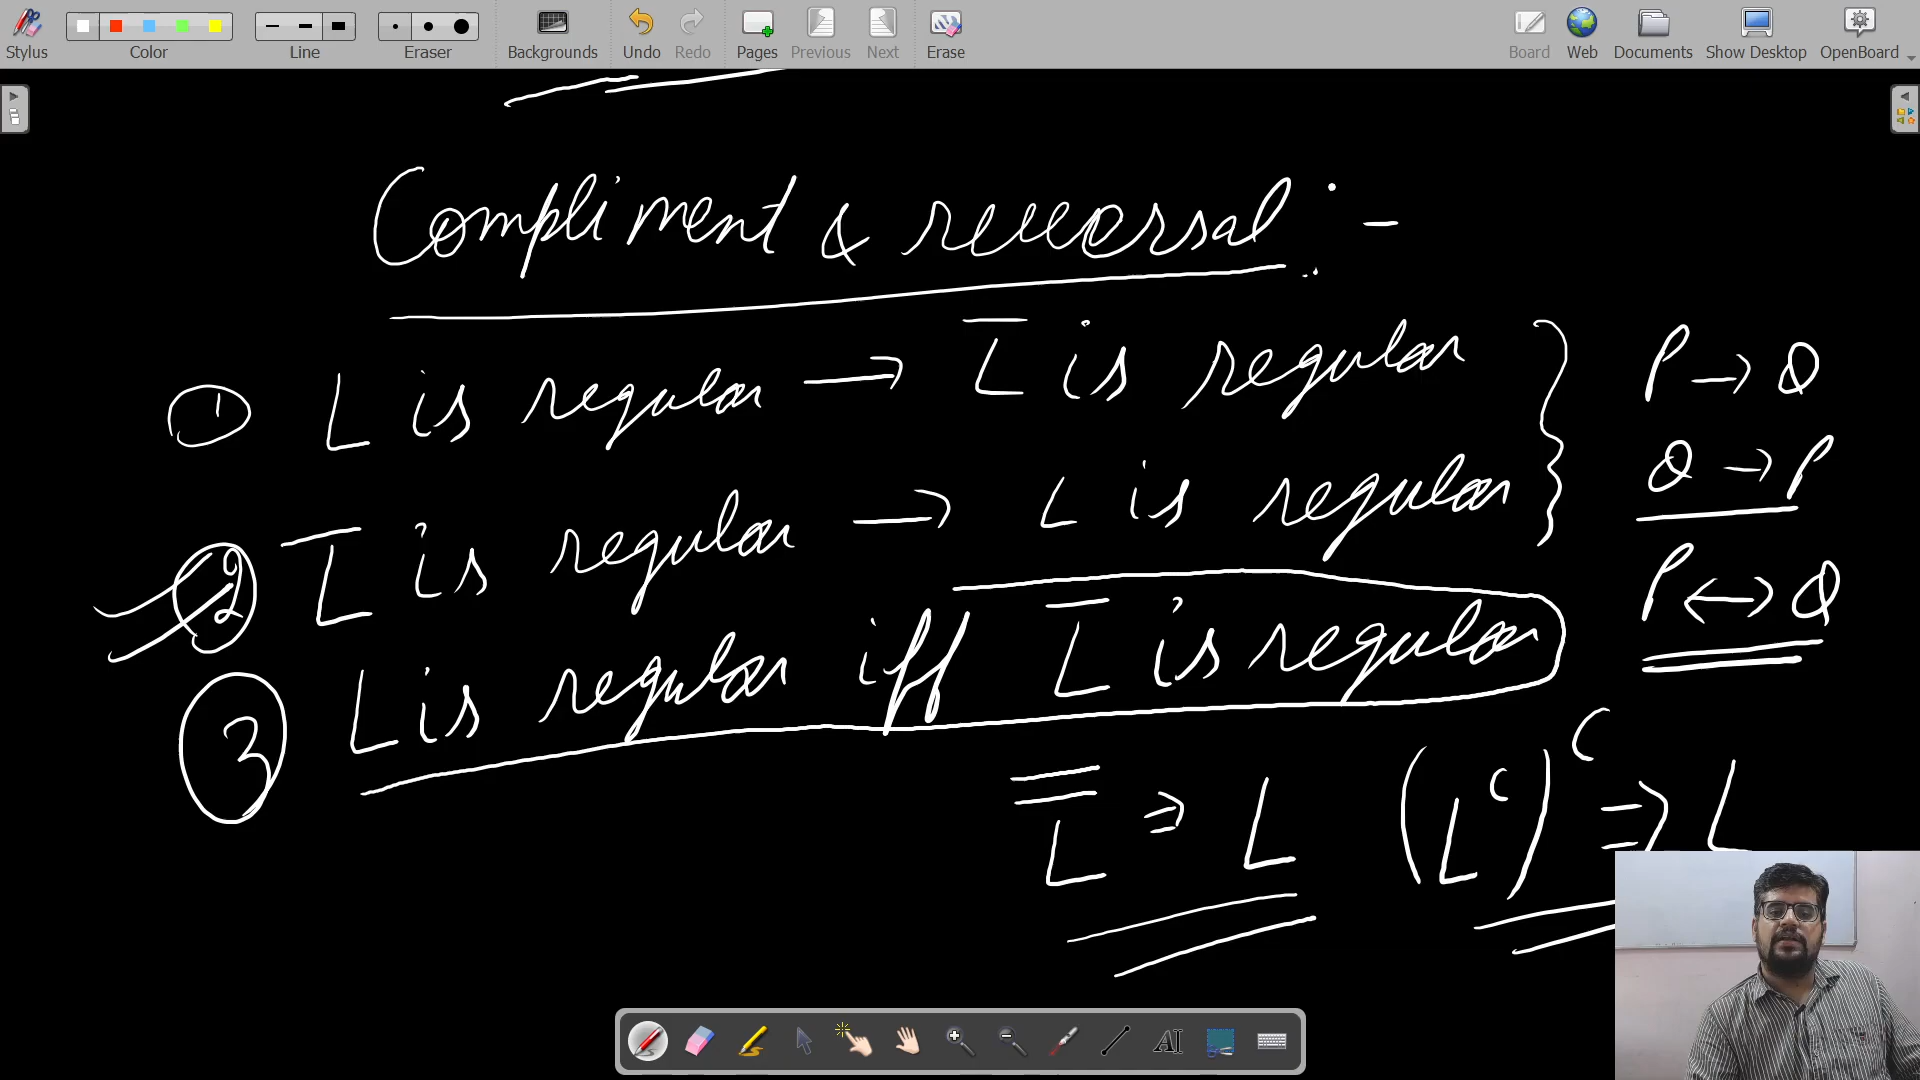 Stylus Color Line Eraser Backgrounds Undo Redo Pages Previous Next Erase Board Web Documents Show Desktop OpenBoard
Compliment & reversal :-
① L is regular → L̅ is regular } P → Q
② L̅ is regular → L is regular Q → P
③ L is regular iff L̅ is regular P ↔ Q
L̿ ⇒ L (L^c)^c ⇒ L